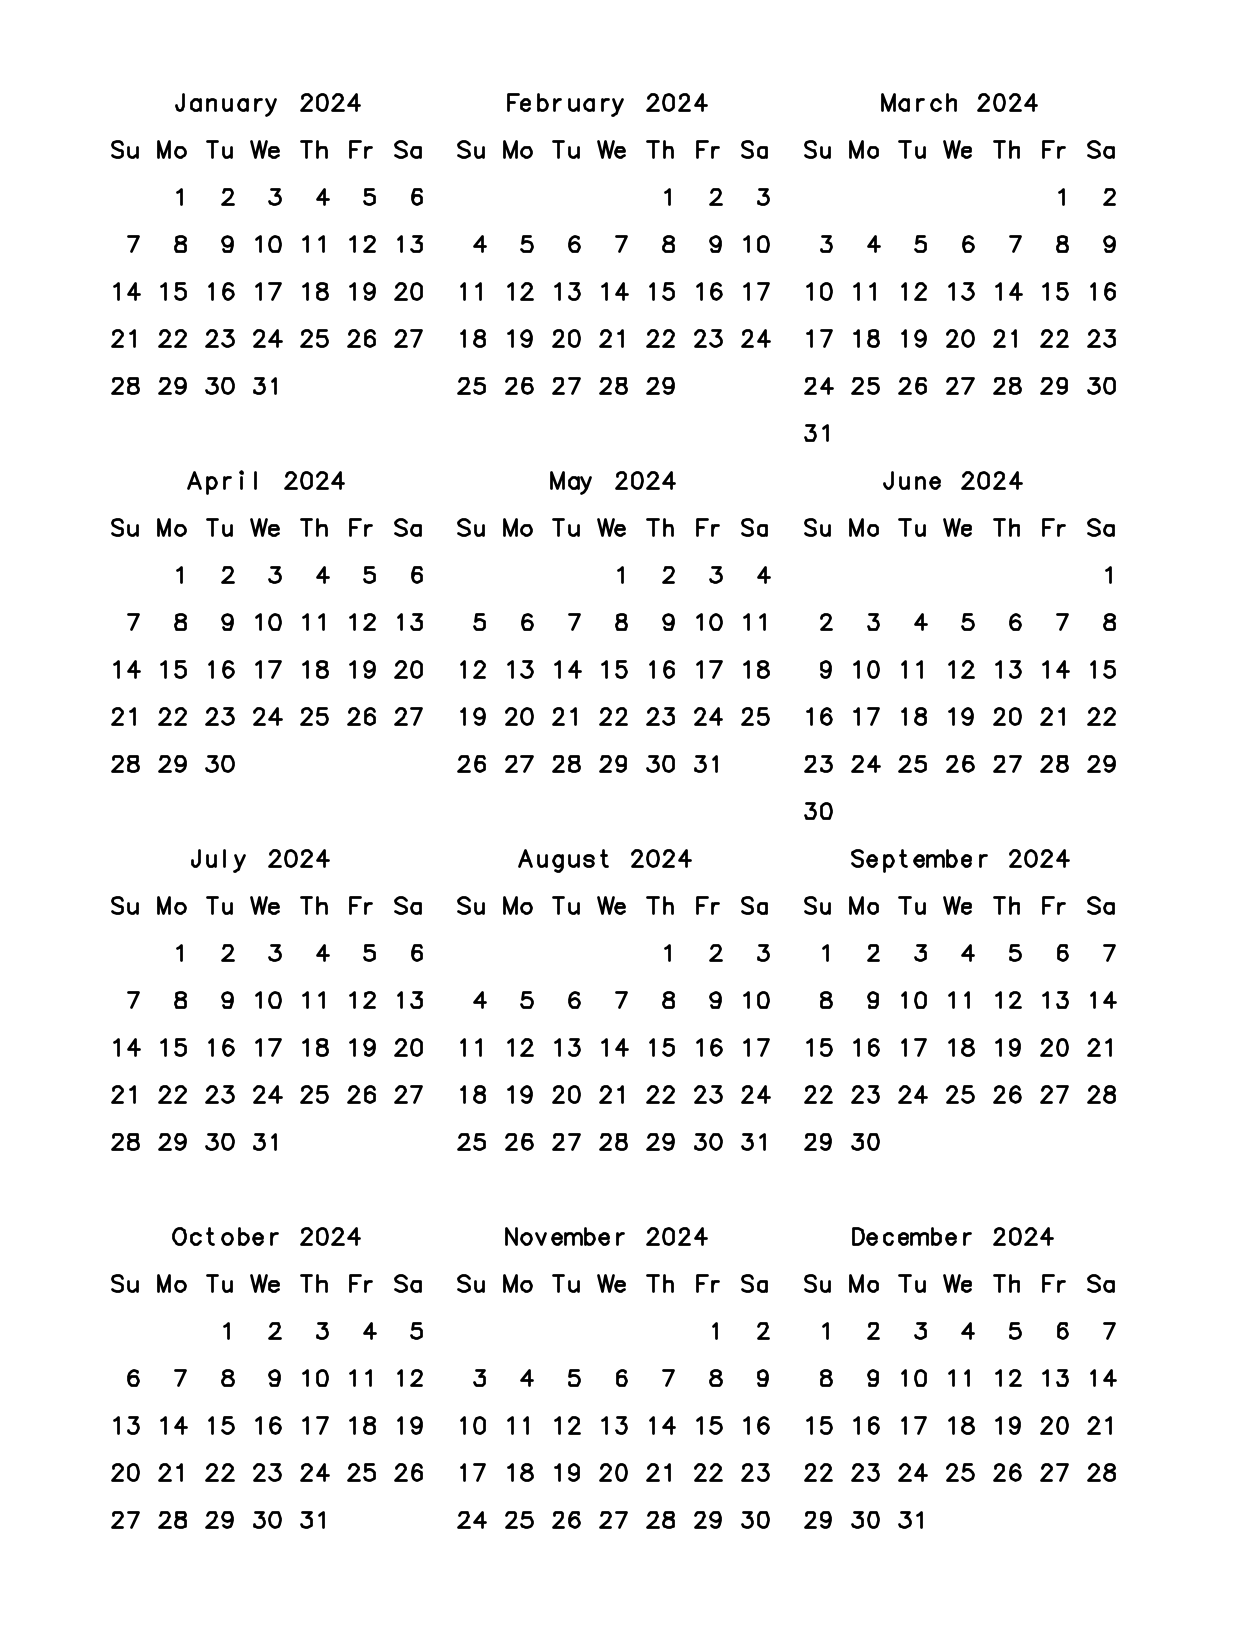 January 2024 February 2024 March 2024
Su Mo Tu We Th Fr Sa Su Mo Tu We Th Fr Sa Su Mo Tu We Th Fr Sa
1 2 3 4 5 6 1 2 3 1 2
7 8 9 10 11 12 13 4 5 6 7 8 9 10 3 4 5 6 7 8 9
14 15 16 17 18 19 20 11 12 13 14 15 16 17 10 11 12 13 14 15 16
21 22 23 24 25 26 27 18 19 20 21 22 23 24 17 18 19 20 21 22 23
28 29 30 31 25 26 27 28 29 24 25 26 27 28 29 30
31
April 2024 May 2024 June 2024
Su Mo Tu We Th Fr Sa Su Mo Tu We Th Fr Sa Su Mo Tu We Th Fr Sa
1 2 3 4 5 6 1 2 3 4 1
7 8 9 10 11 12 13 5 6 7 8 9 10 11 2 3 4 5 6 7 8
14 15 16 17 18 19 20 12 13 14 15 16 17 18 9 10 11 12 13 14 15
21 22 23 24 25 26 27 19 20 21 22 23 24 25 16 17 18 19 20 21 22
28 29 30 26 27 28 29 30 31 23 24 25 26 27 28 29
30
July 2024 August 2024 September 2024
Su Mo Tu We Th Fr Sa Su Mo Tu We Th Fr Sa Su Mo Tu We Th Fr Sa
1 2 3 4 5 6 1 2 3 1 2 3 4 5 6 7
7 8 9 10 11 12 13 4 5 6 7 8 9 10 8 9 10 11 12 13 14
14 15 16 17 18 19 20 11 12 13 14 15 16 17 15 16 17 18 19 20 21
21 22 23 24 25 26 27 18 19 20 21 22 23 24 22 23 24 25 26 27 28
28 29 30 31 25 26 27 28 29 30 31 29 30
October 2024 November 2024 December 2024
Su Mo Tu We Th Fr Sa Su Mo Tu We Th Fr Sa Su Mo Tu We Th Fr Sa
1 2 3 4 5 1 2 1 2 3 4 5 6 7
6 7 8 9 10 11 12 3 4 5 6 7 8 9 8 9 10 11 12 13 14
13 14 15 16 17 18 19 10 11 12 13 14 15 16 15 16 17 18 19 20 21
20 21 22 23 24 25 26 17 18 19 20 21 22 23 22 23 24 25 26 27 28
27 28 29 30 31 24 25 26 27 28 29 30 29 30 31